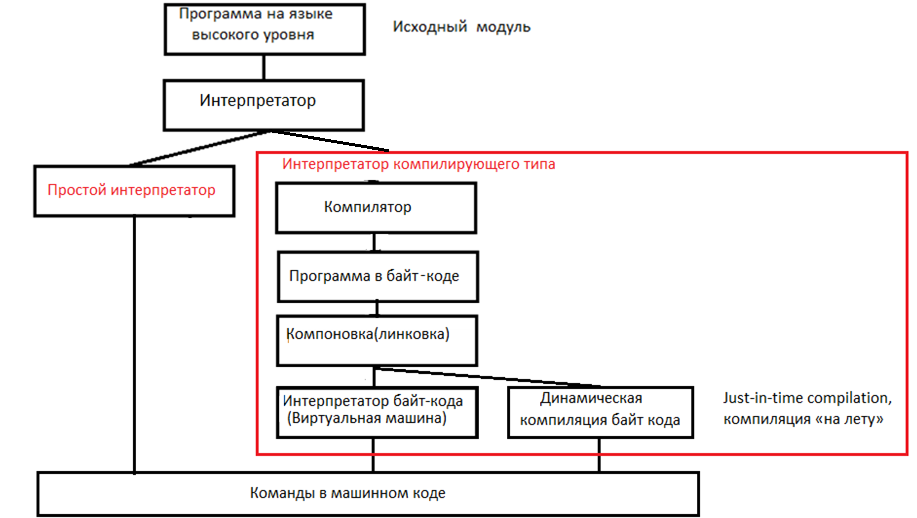 Программа на языке
высокого уровня
Исходный модуль
Интерпретатор
Простой интерпретатор
Интерпретатор компилирующего типа
Компилятор
Программа в байт-коде
Компоновка(линковка)
Интерпретатор байт-кода
(Виртуальная машина)
Динамическая
компиляция байт кода
Just-in-time compilation,
компиляция «на лету»
Команды в машинном коде